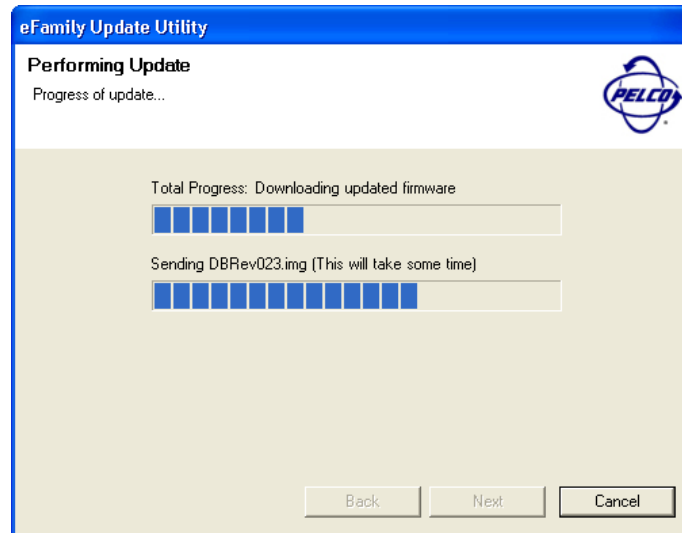 eFamily Update Utility
Performing Update
Progress of update...
PELCO
Total Progress:  Downloading updated firmware
Sending DBRev023.img (This will take some time)
Back
Next
Cancel